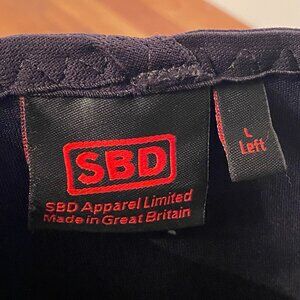 SBD
SBD Apparel Limited
Made in Great Britain
L
Left